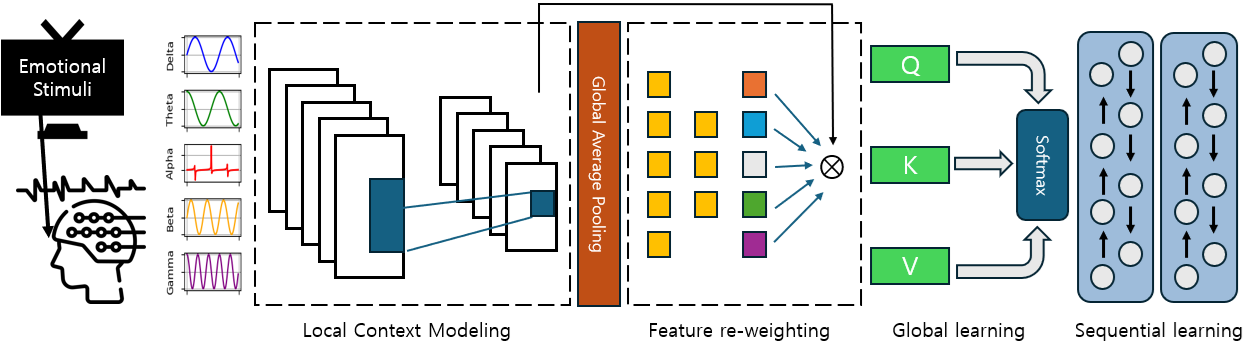 Emotional
Stimuli
Delta
Theta
Alpha
Beta
Gamma
Global Average Pooling
Q
K
V
Softmax
Local Context Modeling
Feature re-weighting
Global learning
Sequential learning